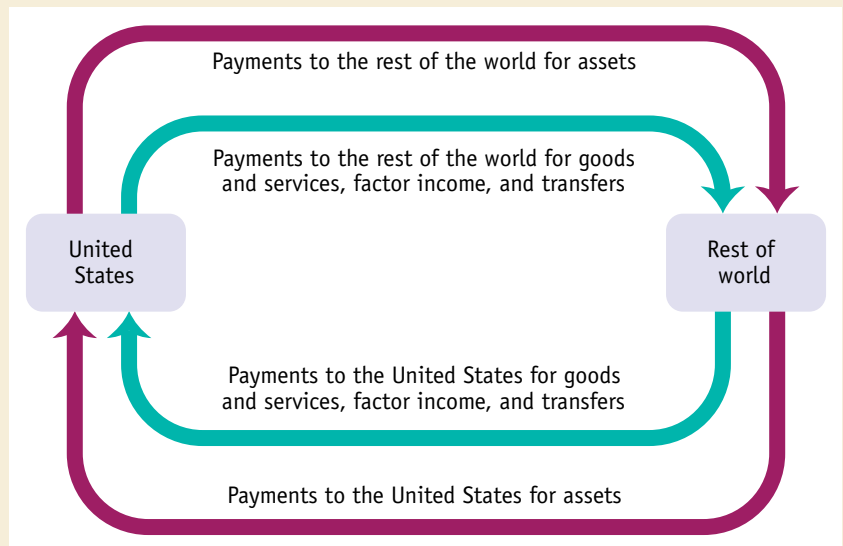 Payments to the rest of the world for assets
Payments to the rest of the world for goods
and services, factor income, and transfers
United
States
Rest of
world
Payments to the United States for goods
and services, factor income, and transfers
Payments to the United States for assets